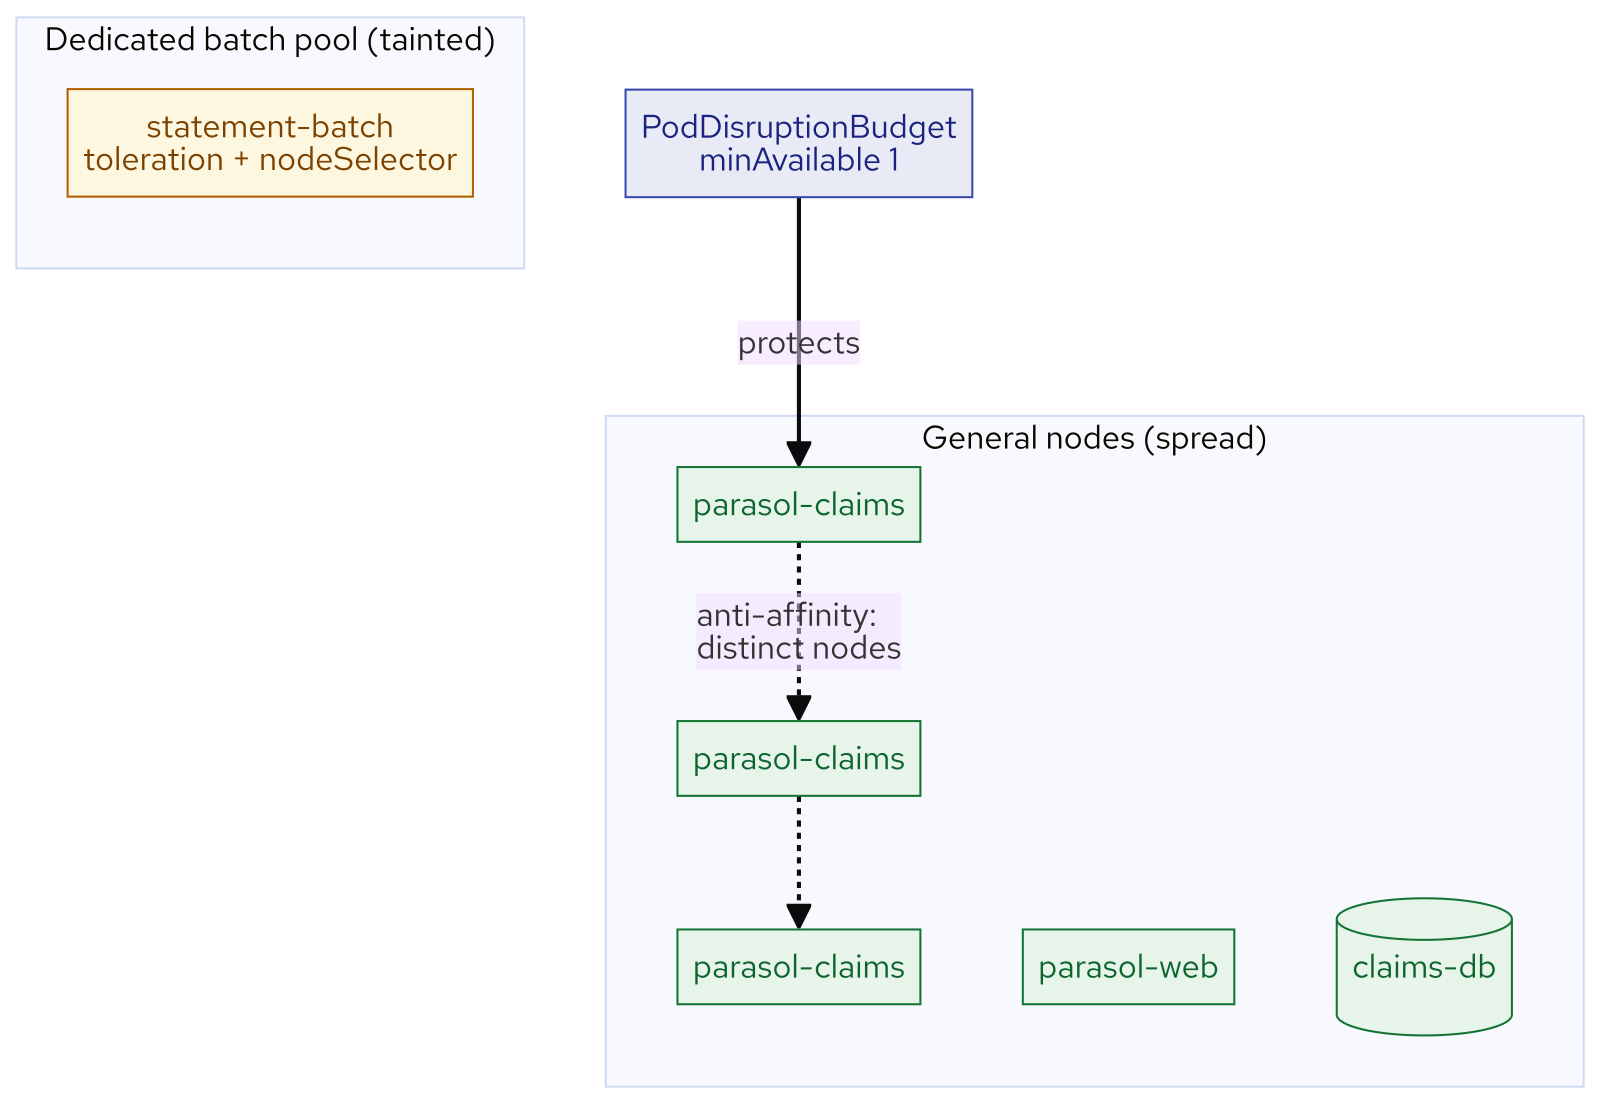 Dedicated batch pool (tainted)
statement-batch
toleration + nodeSelector
PodDisruptionBudget
minAvailable 1
protects
General nodes (spread)
parasol-claims
anti-affinity:
distinct nodes
parasol-claims
parasol-claims
parasol-web
claims-db